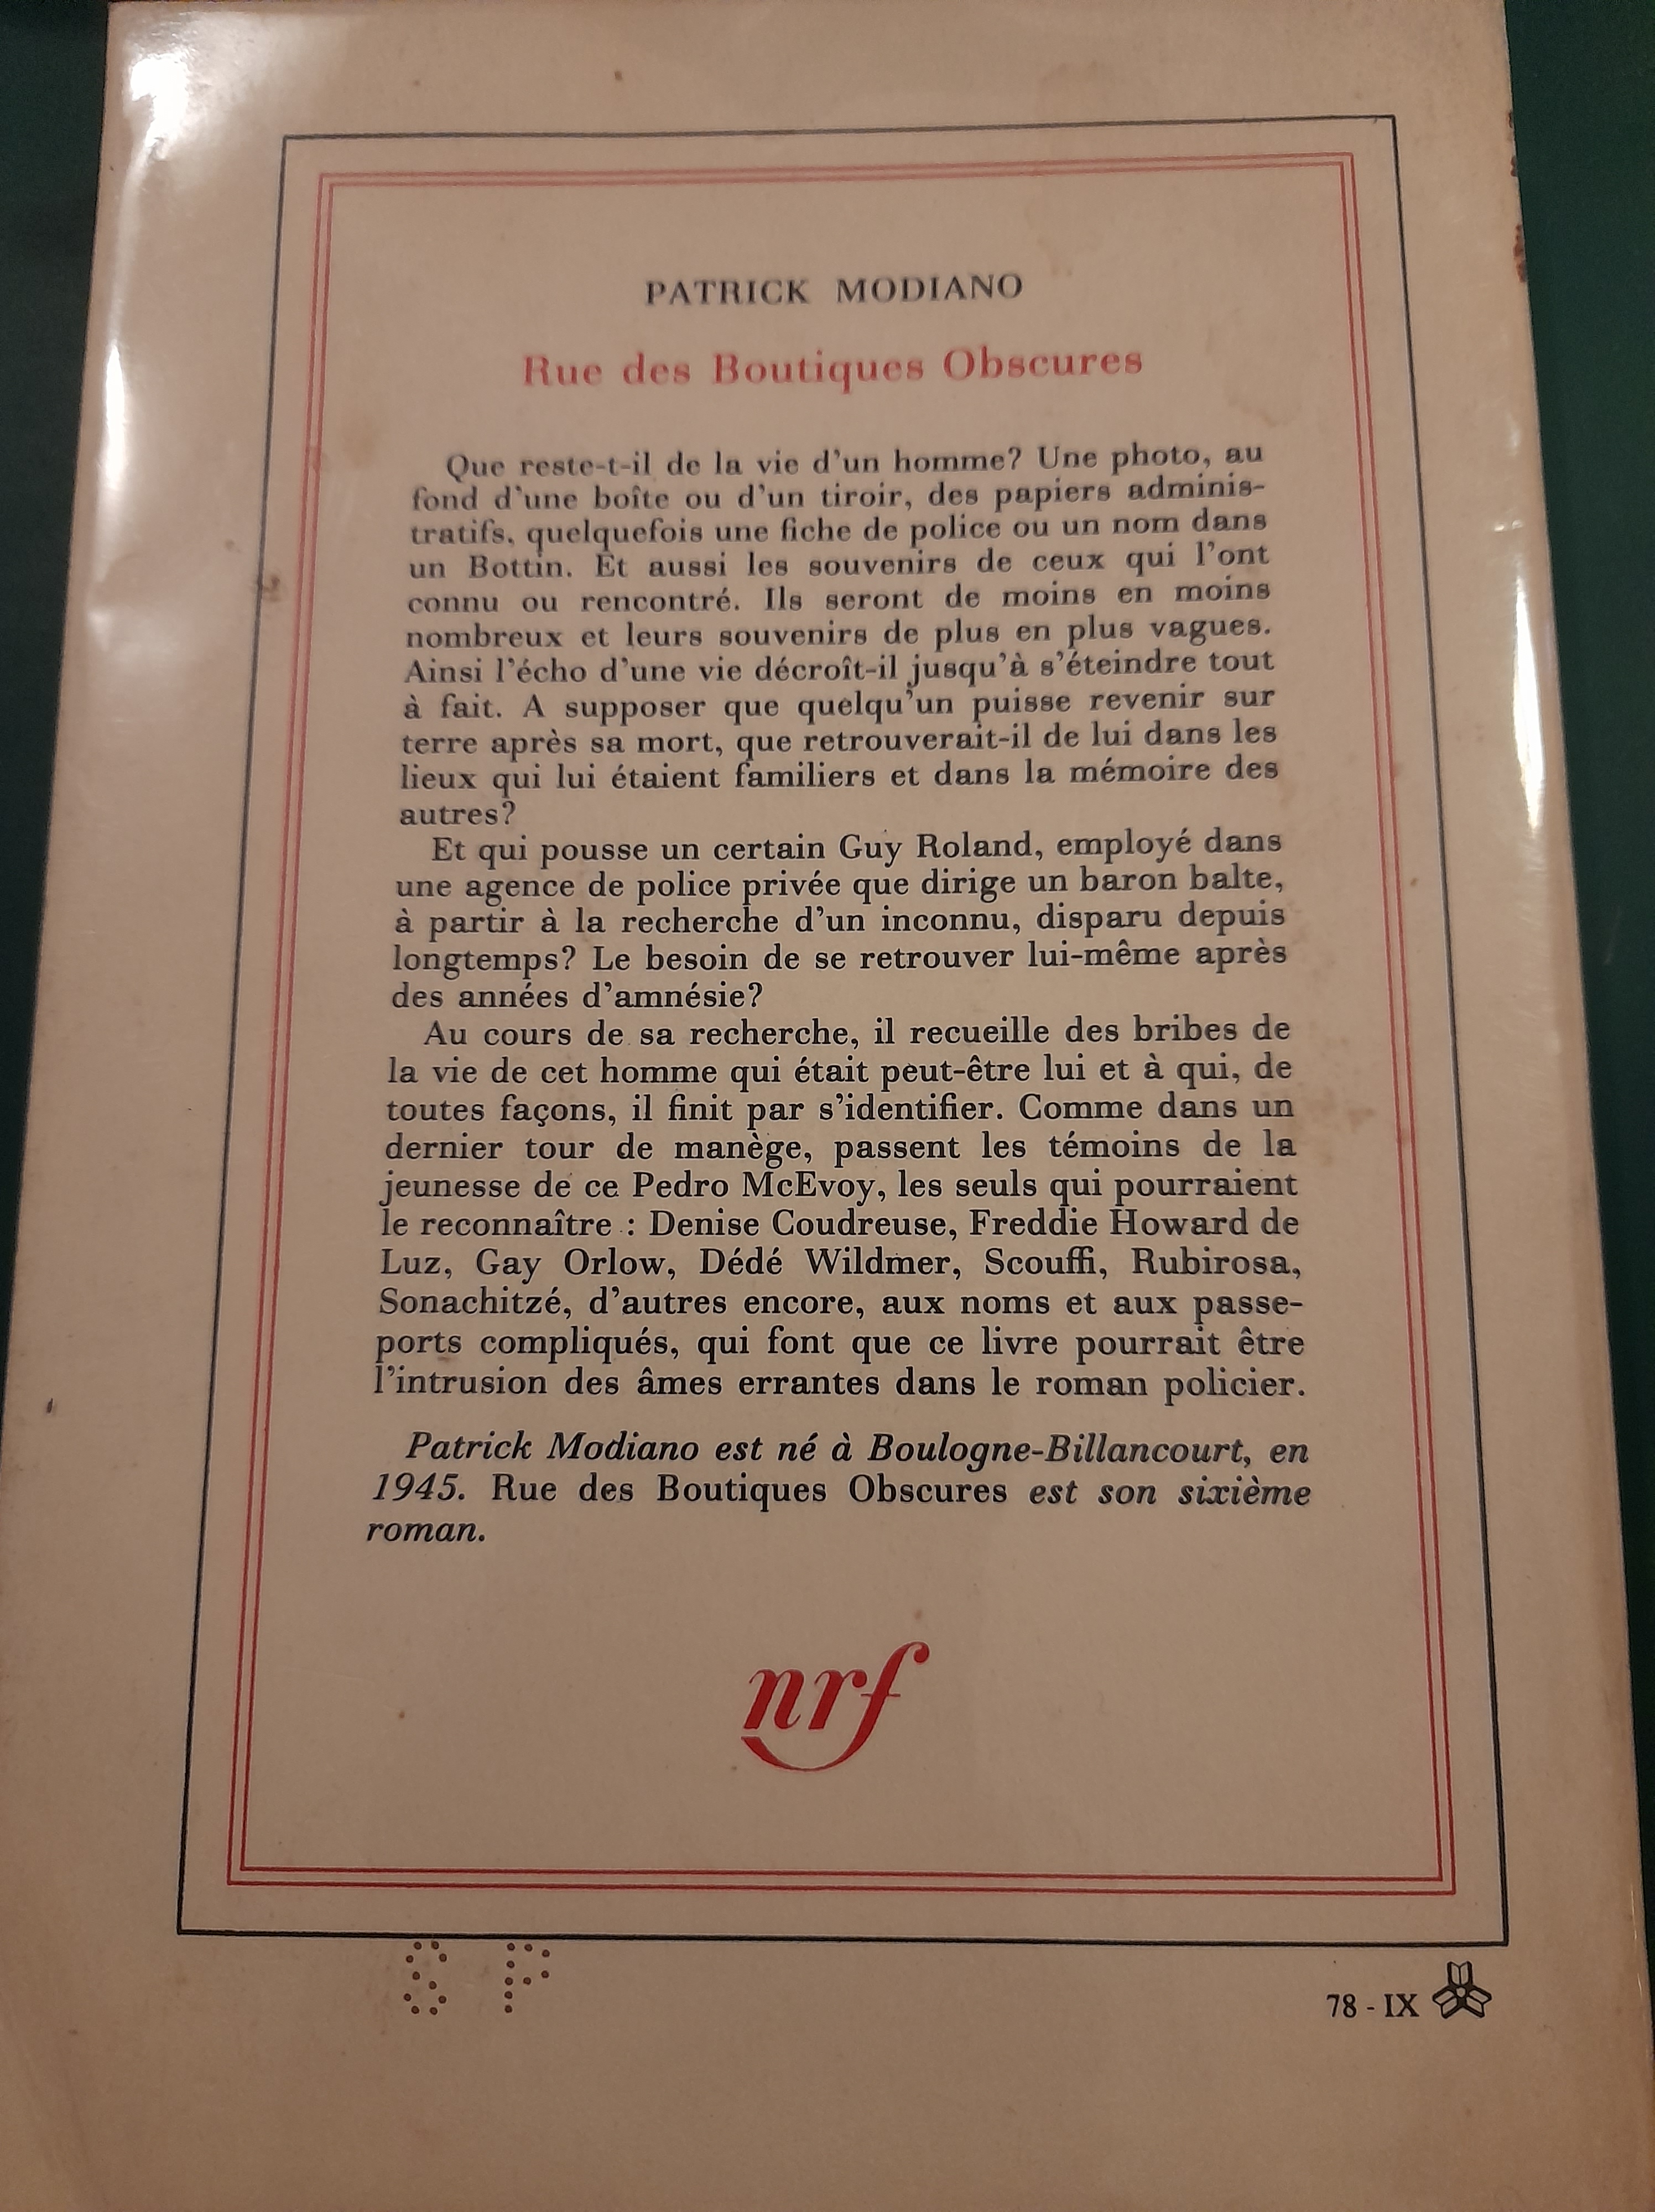 PATRICK MODIANO
Rue des Boutiques Obscures
Que reste-t-il de la vie d'un homme? Une photo, au
fond d'une boîte ou d'un tiroir, des papiers adminis-
tratifs, quelquefois une fiche de police ou un nom dans
un Bottin. Et aussi les souvenirs de ceux qui l'ont
connu ou rencontré. Ils seront de moins en moins
nombreux et leurs souvenirs de plus en plus vagues.
Ainsi l'écho d'une vie décroît-il jusqu'à s'éteindre tout
à fait. A supposer que quelqu'un puisse revenir sur
terre après sa mort, que retrouverait-il de lui dans les
lieux qui lui étaient familiers et dans la mémoire des
autres?
Et qui pousse un certain Guy Roland, employé dans
une agence de police privée que dirige un baron balte,
à partir à la recherche d'un inconnu, disparu depuis
longtemps? Le besoin de se retrouver lui-même après
des années d'amnésie?
Au cours de sa recherche, il recueille des bribes de
la vie de cet homme qui était peut-être lui et à qui, de
toutes façons, il finit par s'identifier. Comme dans un
dernier tour de manège, passent les témoins de la
jeunesse de ce Pedro McEvoy, les seuls qui pourraient
le reconnaître : Denise Coudreuse, Freddie Howard de
Luz, Gay Orlow, Dédé Wildmer, Scouffi, Rubirosa,
Sonachitzé, d'autres encore, aux noms et aux passe-
ports compliqués, qui font que ce livre pourrait être
l'intrusion des âmes errantes dans le roman policier.
Patrick Modiano est né à Boulogne-Billancourt, en
1945. Rue des Boutiques Obscures est son sixième
roman.
nrf
S P
78 - IX